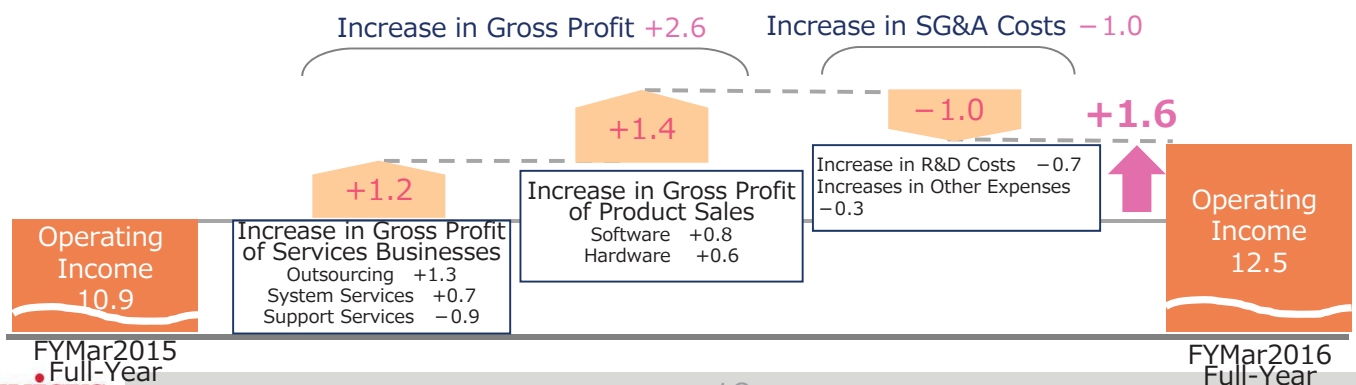 Increase in Gross Profit +2.6
Increase in SG&A Costs −1.0
+1.2
+1.4
−1.0
+1.6
Operating
Income
10.9
Increase in Gross Profit
of Services Businesses
Outsourcing +1.3
System Services +0.7
Support Services −0.9
Increase in Gross Profit
of Product Sales
Software +0.8
Hardware +0.6
Increase in R&D Costs −0.7
Increases in Other Expenses
−0.3
Operating
Income
12.5
FYMar2015
Full-Year
FYMar2016
Full-Year